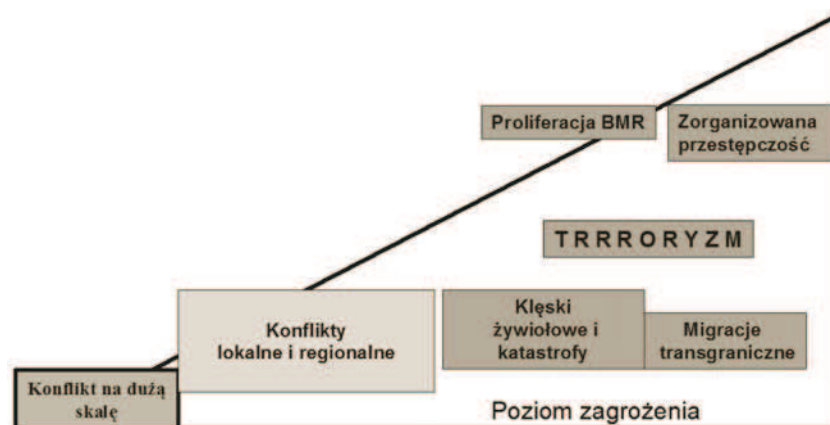 Proliferacja BMR
Zorganizowana
przestępczość
TRRRORYZM
Konflikty
lokalne i regionalne
Klęski
żywiołowe i
katastrofy
Migracje
transgraniczne
Konflikt na dużą
skalę
Poziom zagrożenia